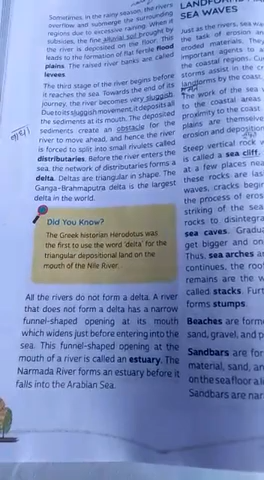 Sometimes, in the rainy season, the rivers
overflow and submerge the surrounding
regions due to excessive raining. When it
subsides, the fine alluvial soil brought by
the river is deposited on the floor. This
leads to the formation of flat fertile flood
plains. The raised river banks are called
levees
The third stage of the river begins before
it reaches the sea. Towards the end of its
journey, the river becomes very sluggish.
Due to its sluggish movement, it deposits all
the sediments at its mouth. The deposited
sediments create an obstacle for the
river to move ahead, and hence the river
is forced to split into small rivulets called
distributaries. Before the river enters the
sea, the network of distributaries forms a
delta. Deltas are triangular in shape. The
Ganga-Brahmaputra delta is the largest
delta in the world.
Did You Know?
The Greek historian Herodotus was
the first to use the word 'delta' for the
triangular depositional land on the
mouth of the Nile River.
All the rivers do not form a delta. A river
that does not form a delta has a narrow
funnel-shaped opening at its mouth
which widens just before entering into the
sea. This funnel-shaped opening at the
mouth of a river is called an estuary. The
Narmada River forms an estuary before it
falls into the Arabian Sea.
SEA WAVES
Just as the rivers, sea wa
the task of erosion an
eroded materials. They
important agents to a
the coastal regions. Cu
storms assist in the cr
landforms by the coast.
The work of the sea
to the coastal areas
proximity to the coast
plains are themselve
erosion and deposition
Steep vertical rock w
is called a sea cliff.
at a few places nea
these rocks are las
waves, cracks begin
the process of eros
striking of the sea
rocks to disintegra
sea caves. Gradua
get bigger and on
Thus, sea arches a
continues, the roof
remains are the w
called stacks. Furt
forms stumps.
Beaches are form
sand, gravel, and p
Sandbars are for
material, sand, an
on the seafloor al
Sandbars are nar